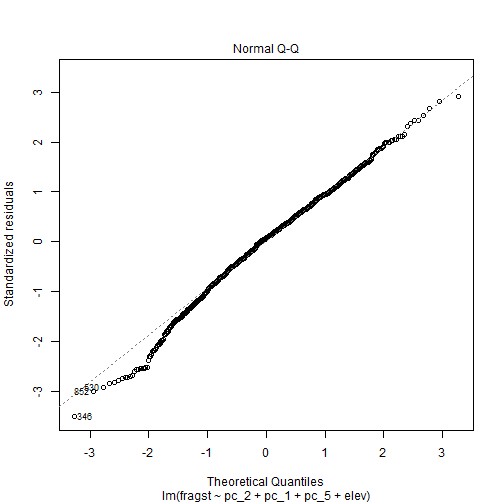 Normal Q-Q
Standardized residuals
3
2
1
0
-1
-2
-3
852
530
346
-3 -2 -1 0 1 2 3
Theoretical Quantiles
lm(fragst ~ pc_2 + pc_1 + pc_5 + elev)